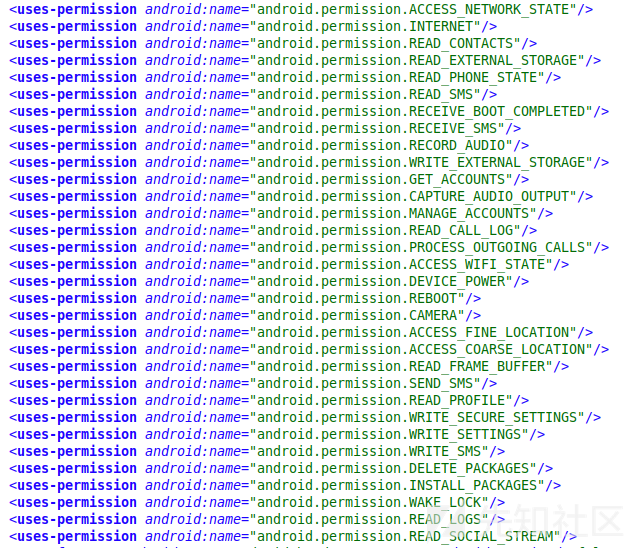 <uses-permission android:name="android.permission.ACCESS_NETWORK_STATE"/>
<uses-permission android:name="android.permission.INTERNET"/>
<uses-permission android:name="android.permission.READ_CONTACTS"/>
<uses-permission android:name="android.permission.READ_EXTERNAL_STORAGE"/>
<uses-permission android:name="android.permission.READ_PHONE_STATE"/>
<uses-permission android:name="android.permission.READ_SMS"/>
<uses-permission android:name="android.permission.RECEIVE_BOOT_COMPLETED"/>
<uses-permission android:name="android.permission.RECEIVE_SMS"/>
<uses-permission android:name="android.permission.RECORD_AUDIO"/>
<uses-permission android:name="android.permission.WRITE_EXTERNAL_STORAGE"/>
<uses-permission android:name="android.permission.GET_ACCOUNTS"/>
<uses-permission android:name="android.permission.CAPTURE_AUDIO_OUTPUT"/>
<uses-permission android:name="android.permission.MANAGE_ACCOUNTS"/>
<uses-permission android:name="android.permission.READ_CALL_LOG"/>
<uses-permission android:name="android.permission.PROCESS_OUTGOING_CALLS"/>
<uses-permission android:name="android.permission.ACCESS_WIFI_STATE"/>
<uses-permission android:name="android.permission.DEVICE_POWER"/>
<uses-permission android:name="android.permission.REBOOT"/>
<uses-permission android:name="android.permission.CAMERA"/>
<uses-permission android:name="android.permission.ACCESS_FINE_LOCATION"/>
<uses-permission android:name="android.permission.ACCESS_COARSE_LOCATION"/>
<uses-permission android:name="android.permission.READ_FRAME_BUFFER"/>
<uses-permission android:name="android.permission.SEND_SMS"/>
<uses-permission android:name="android.permission.READ_PROFILE"/>
<uses-permission android:name="android.permission.WRITE_SECURE_SETTINGS"/>
<uses-permission android:name="android.permission.WRITE_SETTINGS"/>
<uses-permission android:name="android.permission.WRITE_SMS"/>
<uses-permission android:name="android.permission.DELETE_PACKAGES"/>
<uses-permission android:name="android.permission.INSTALL_PACKAGES"/>
<uses-permission android:name="android.permission.WAKE_LOCK"/>
<uses-permission android:name="android.permission.READ_LOGS"/>
<uses-permission android:name="android.permission.READ_SOCIAL_STREAM"/>
先知社区